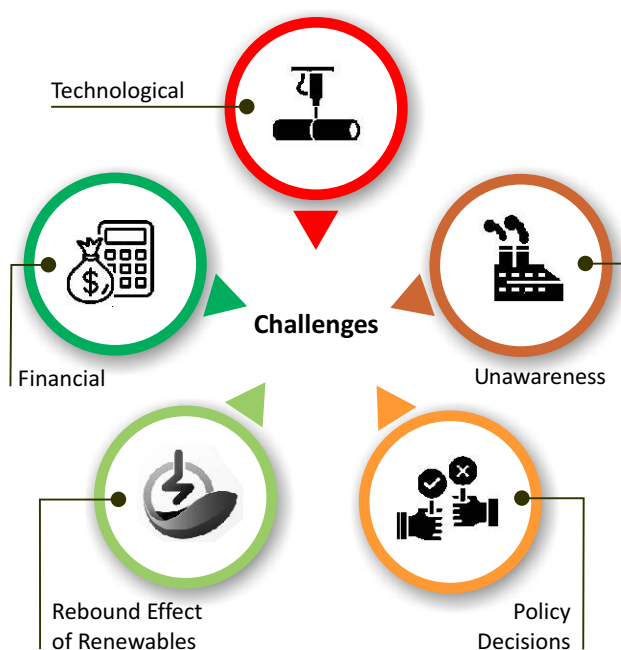 Technological
Challenges
Financial
Unawareness
Rebound Effect
of Renewables
Policy
Decisions
$